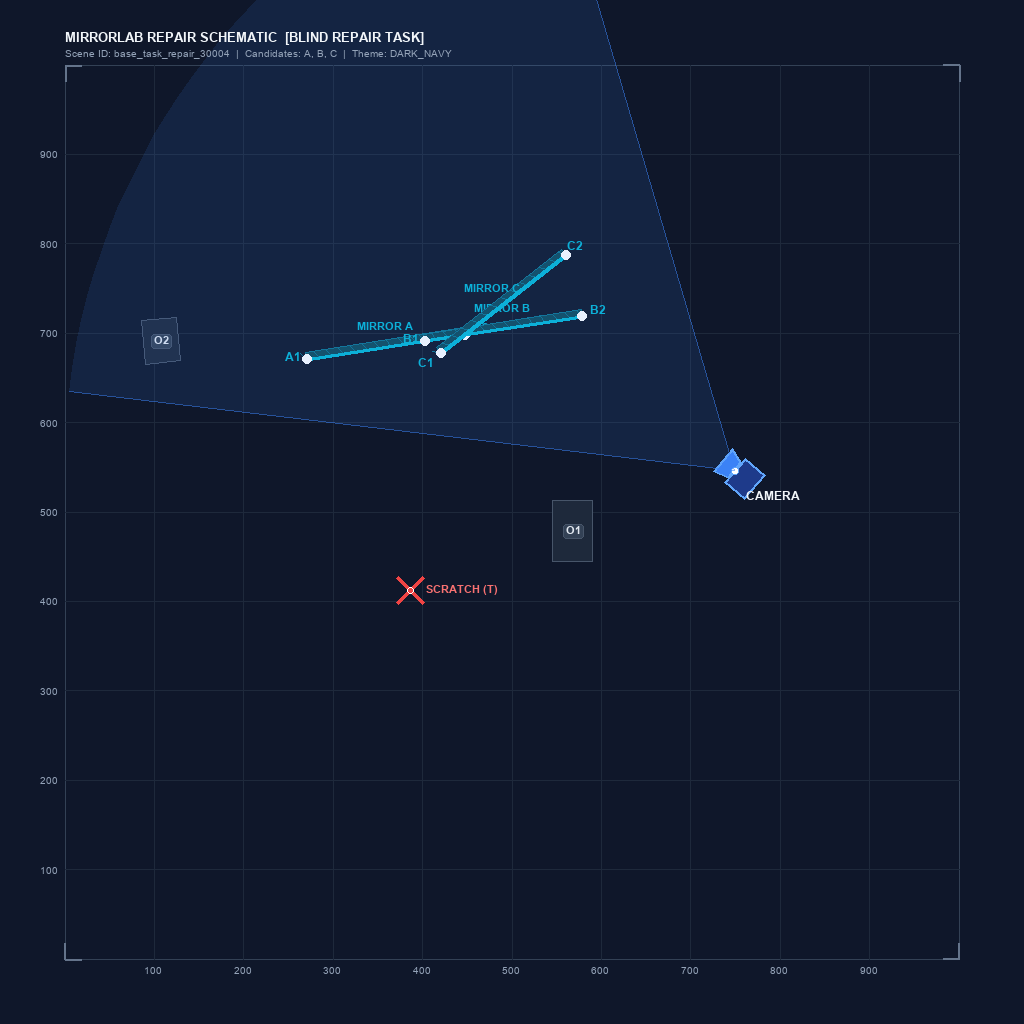 MIRRORLAB REPAIR SCHEMATIC [BLIND REPAIR TASK]
Scene ID: base_task_repair_30004 | Candidates: A, B, C | Theme: DARK_NAVY
900
800
C2
MIRROR C
B2
MIRROR B
MIRROR A
700
B1
O2
A1
C1
600
CAMERA
500
O1
SCRATCH (T)
400
300
200
100
100 200 300 400 500 600 700 800 900